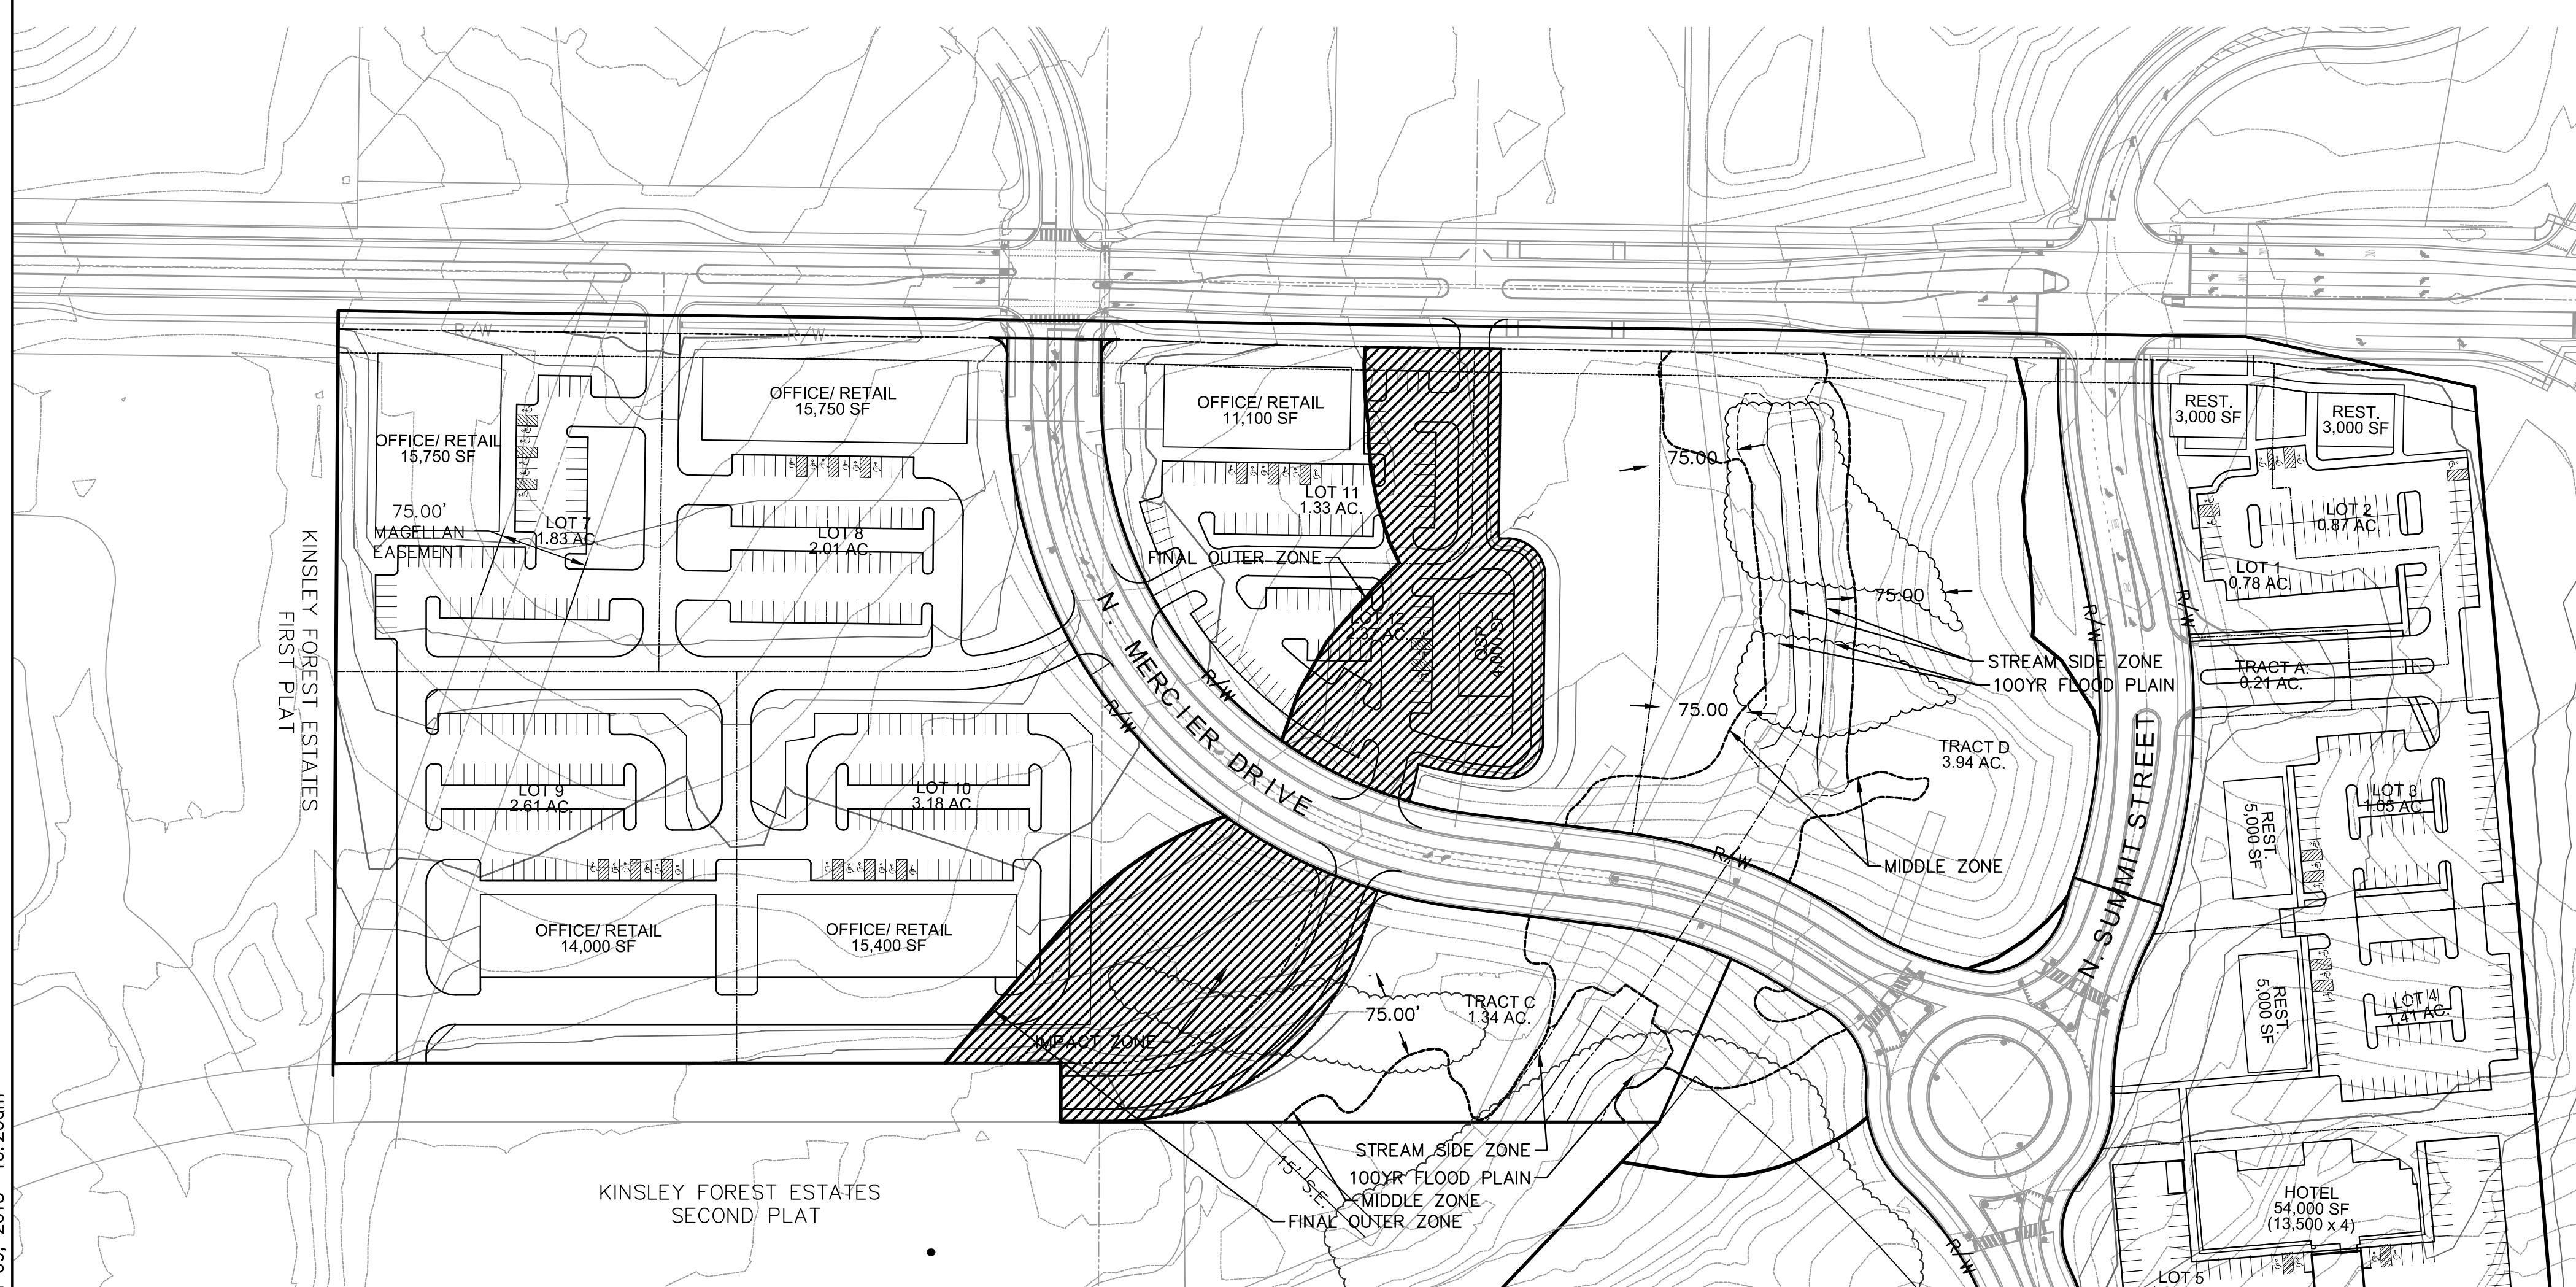 R/W
R/W
R/W
OFFICE/ RETAIL
15,750 SF
OFFICE/ RETAIL
15,750 SF
OFFICE/ RETAIL
11,100 SF
REST.
3,000 SF
REST.
3,000 SF
75.00'
MAGELLAN
EASEMENT
LOT 7
1.83 AC.
LOT 8
2.01 AC.
LOT 11
1.33 AC.
FINAL OUTER ZONE
LOT 12
QSR
4,000 SF
75.00
75.00
75.00
STREAM SIDE ZONE
100YR FLOOD PLAIN
TRACT D
3.94 AC.
MIDDLE ZONE
LOT 2
0.87 AC.
LOT 1
0.78 AC.
TRACT A:
0.21 AC.
R/W
R/W
KINSLEY FOREST ESTATES
FIRST PLAT
N. MERCIER DRIVE
R/W
R/W
R/W
N. SUMMIT STREET
LOT 9
2.61 AC.
LOT 10
3.18 AC.
LOT 3
1.05 AC.
REST.
5,000 SF
OFFICE/ RETAIL
14,000 SF
OFFICE/ RETAIL
15,400 SF
REST.
5,000 SF
LOT 4
1.41 AC.
IMPACT ZONE
75.00'
TRACT C
1.34 AC.
STREAM SIDE ZONE
100YR FLOOD PLAIN
MIDDLE ZONE
FINAL OUTER ZONE
15' S.E.
KINSLEY FOREST ESTATES
SECOND PLAT
HOTEL
54,000 SF
(13,500 x 4)
R/W
LOT 5